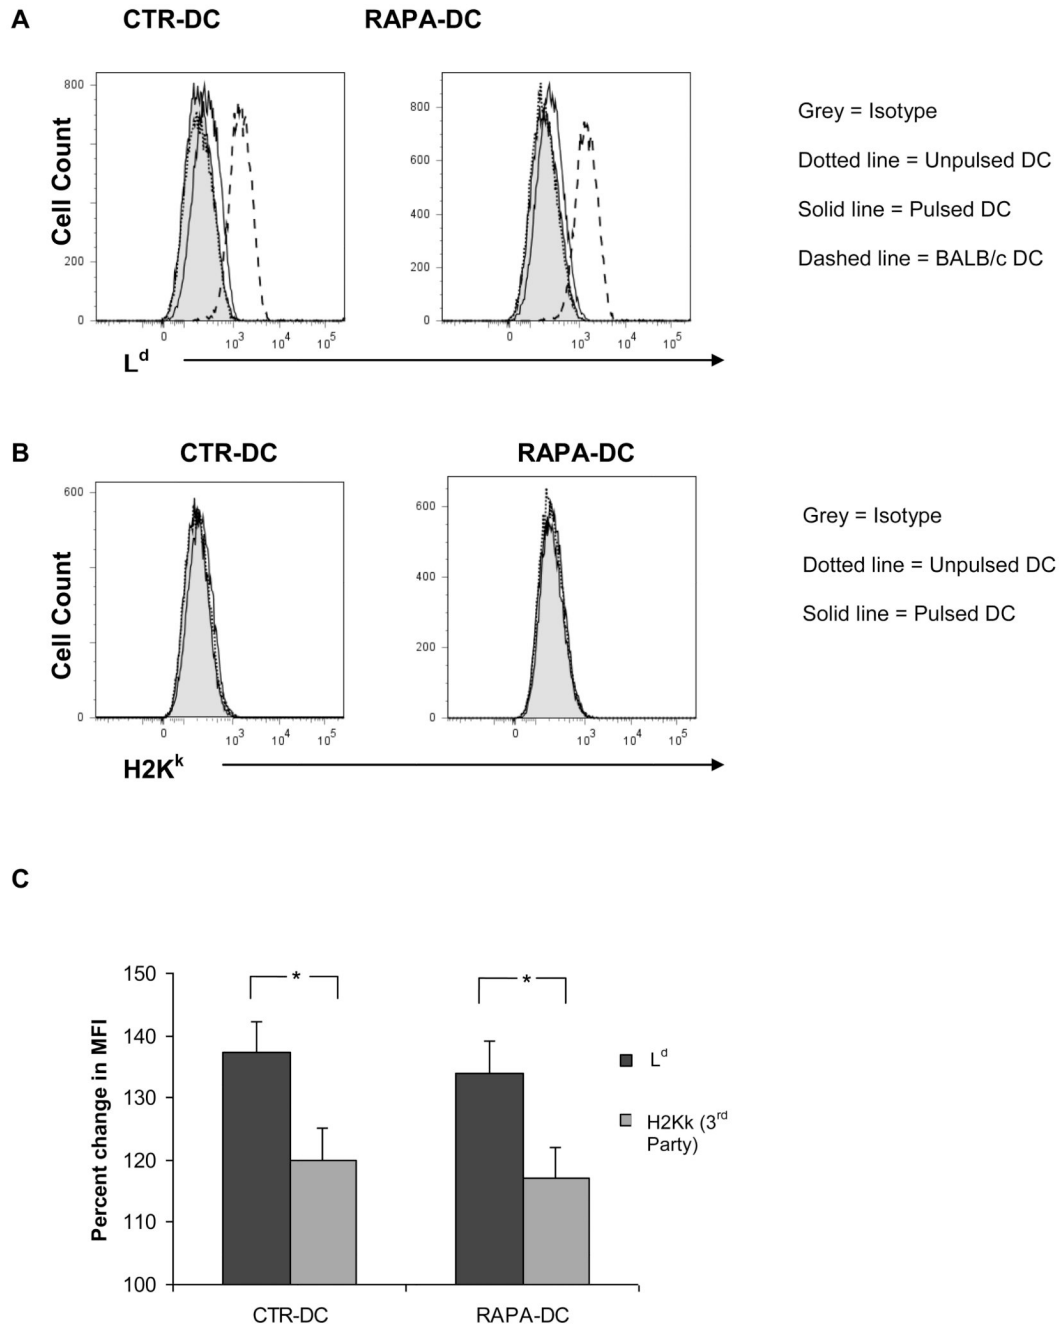 A
CTR-DC
RAPA-DC
Cell Count
800
200
0
0
10³
10⁴
10⁵
800
600
400
200
0
0
10³
10⁴
10⁵
Grey = Isotype
Dotted line = Unpulsed DC
Solid line = Pulsed DC
Dashed line = BALB/c DC
Lᵈ
B
CTR-DC
RAPA-DC
Cell Count
600
0
0
10³
10⁴
10⁵
600
400
200
0
0
10³
10⁴
10⁵
Grey = Isotype
Dotted line = Unpulsed DC
Solid line = Pulsed DC
H2Kᵏ
C
Percent change in MFI
150
140
130
120
110
100
*
*
CTR-DC
RAPA-DC
Lᵈ
H2Kk (3ʳᵈ
Party)